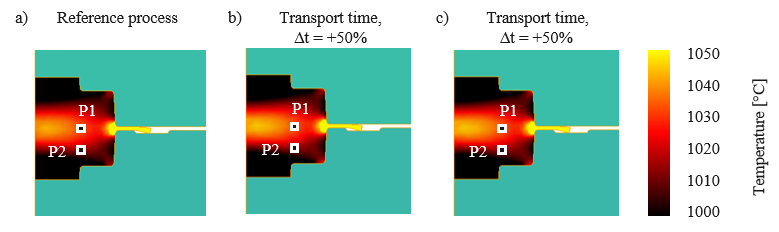 a) Reference process
b) Transport time,
Δt = +50%
c) Transport time,
Δt = +50%
P1
P2
P1
P2
P1
P2
1050
1040
1030
1020
1010
1000
Temperature [°C]